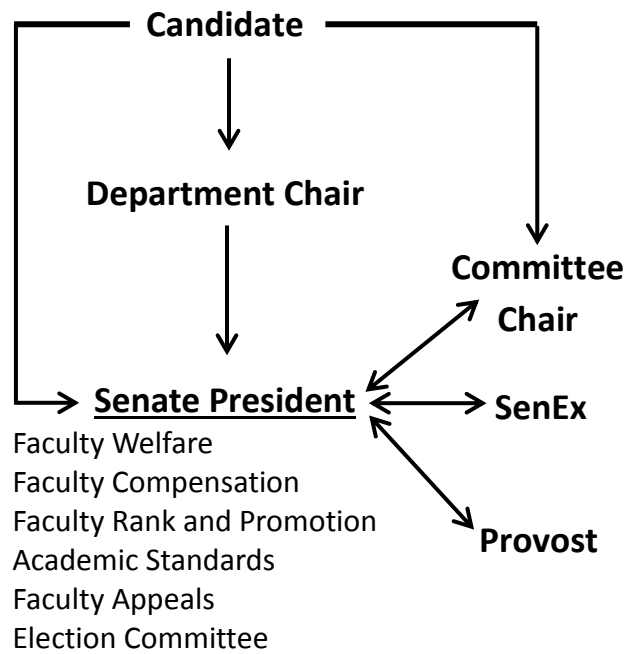 Candidate
Department Chair
Committee
Chair
Senate President
SenEx
Faculty Welfare
Faculty Compensation
Faculty Rank and Promotion
Provost
Academic Standards
Faculty Appeals
Election Committee